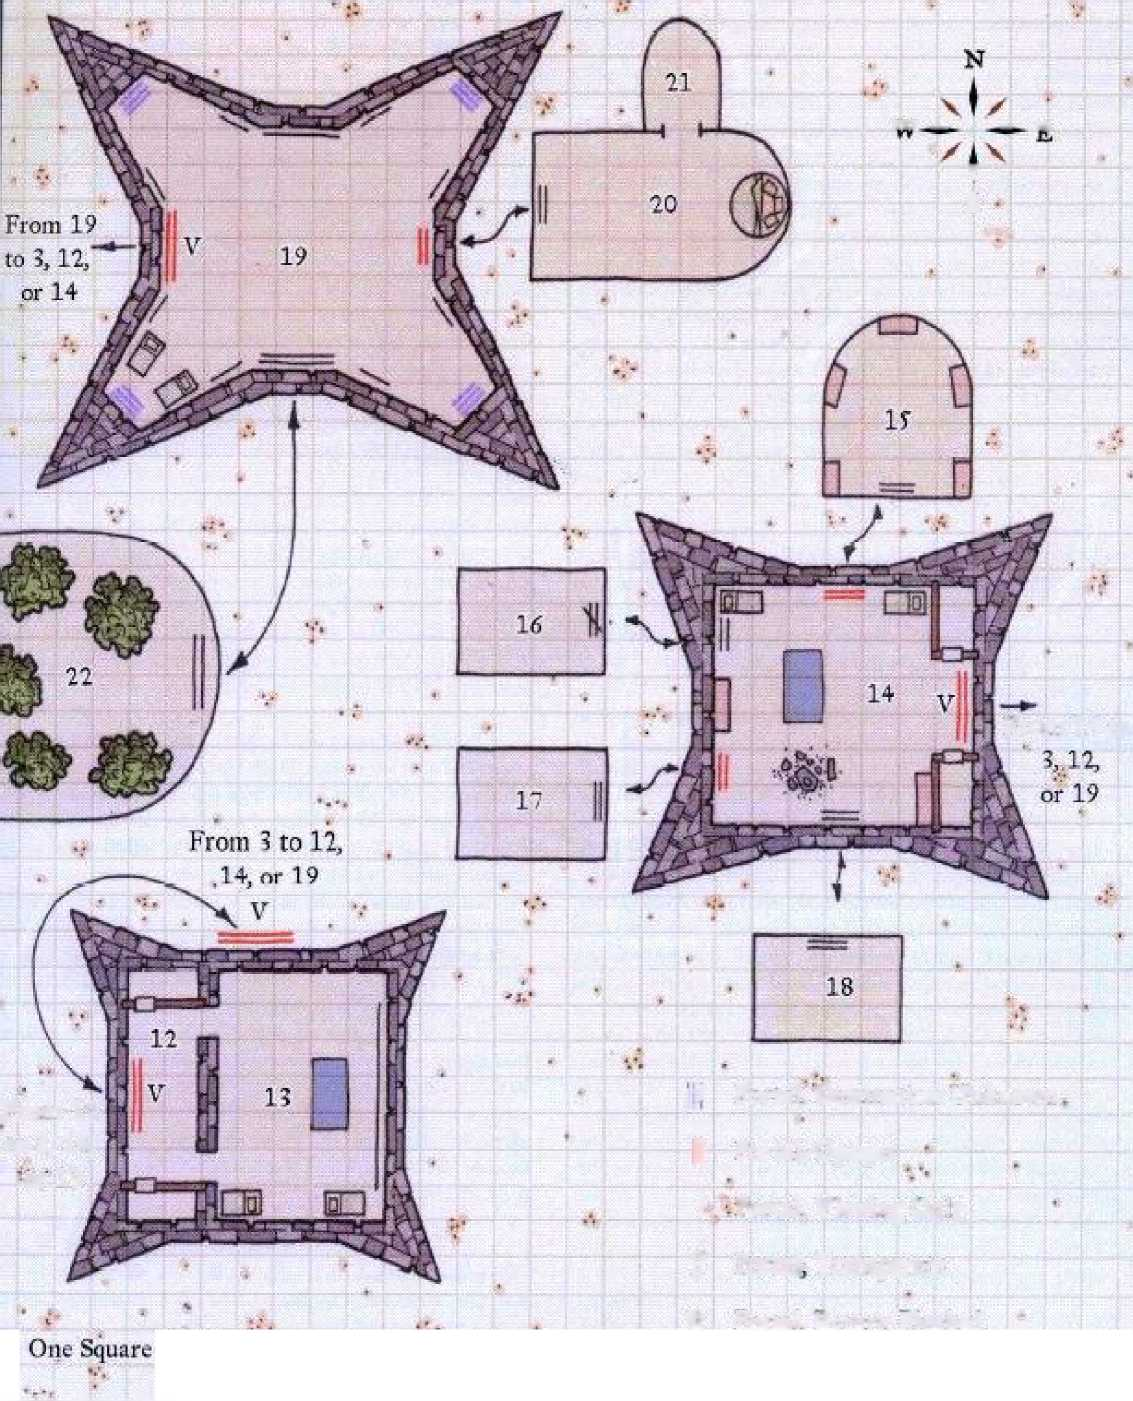 N
W
E
21
20
From 19
to 3, 12,
or 14
V
19
15
16
22
14
V
3, 12,
or 19
17
From 3 to 12,
14, or 19
V
18
12
V
13
One Square